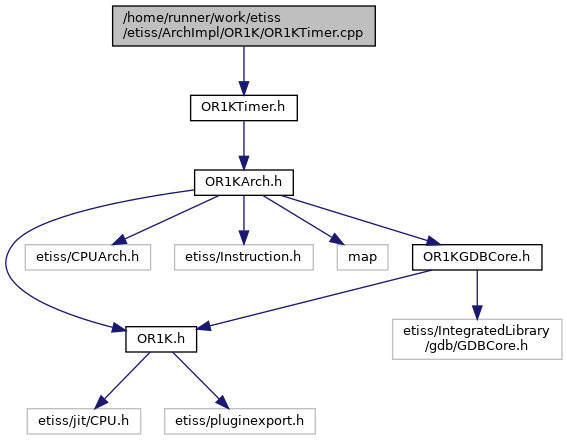 /home/runner/work/etiss
/etiss/ArchImpl/OR1K/OR1KTimer.cpp
OR1KTimer.h
OR1KArch.h
etiss/CPUArch.h
etiss/Instruction.h
map
OR1KGDBCore.h
OR1K.h
etiss/IntegratedLibrary
/gdb/GDBCore.h
etiss/jit/CPU.h
etiss/pluginexport.h